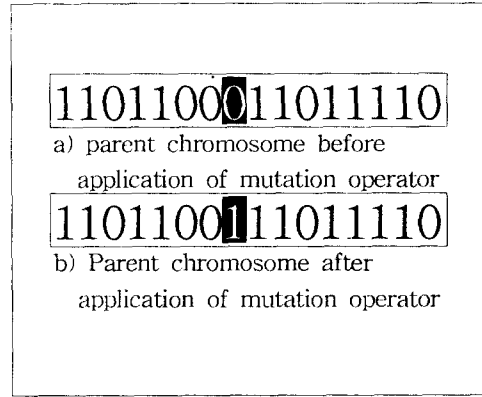 1101100011011110
a) parent chromosome before
application of mutation operator
1101100111011110
b) Parent chromosome after
application of mutation operator